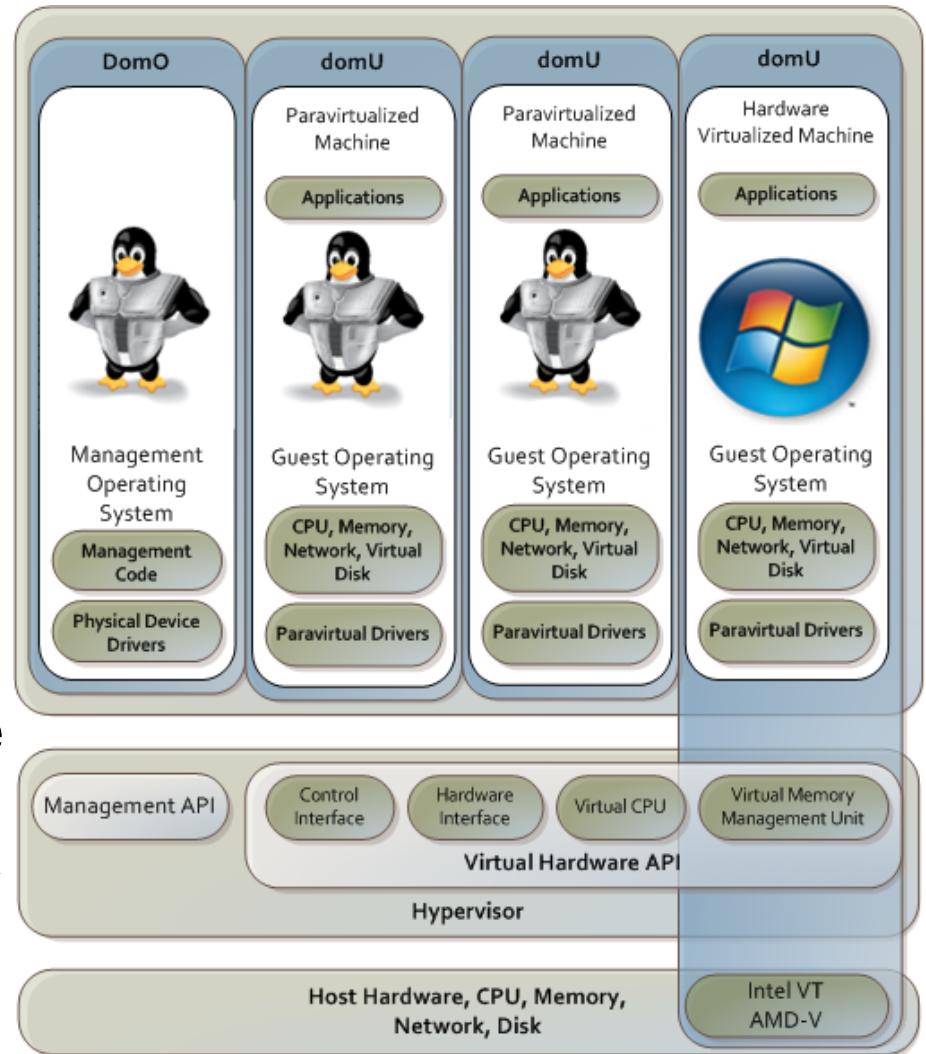 DomO
Management
Operating
System
Management
Code
Physical Device
Drivers
domU
Paravirtualized
Machine
Applications
Guest Operating
System
CPU, Memory,
Network, Virtual
Disk
Paravirtual Drivers
domU
Paravirtualized
Machine
Applications
Guest Operating
System
CPU, Memory,
Network, Virtual
Disk
Paravirtual Drivers
domU
Hardware
Virtualized Machine
Applications
Guest Operating
System
CPU, Memory,
Network, Virtual
Disk
Paravirtual Drivers
Management API
Control
Interface
Hardware
Interface
Virtual CPU
Virtual Memory
Management Unit
Virtual Hardware API
Hypervisor
Host Hardware, CPU, Memory,
Network, Disk
Intel VT
AMD-V